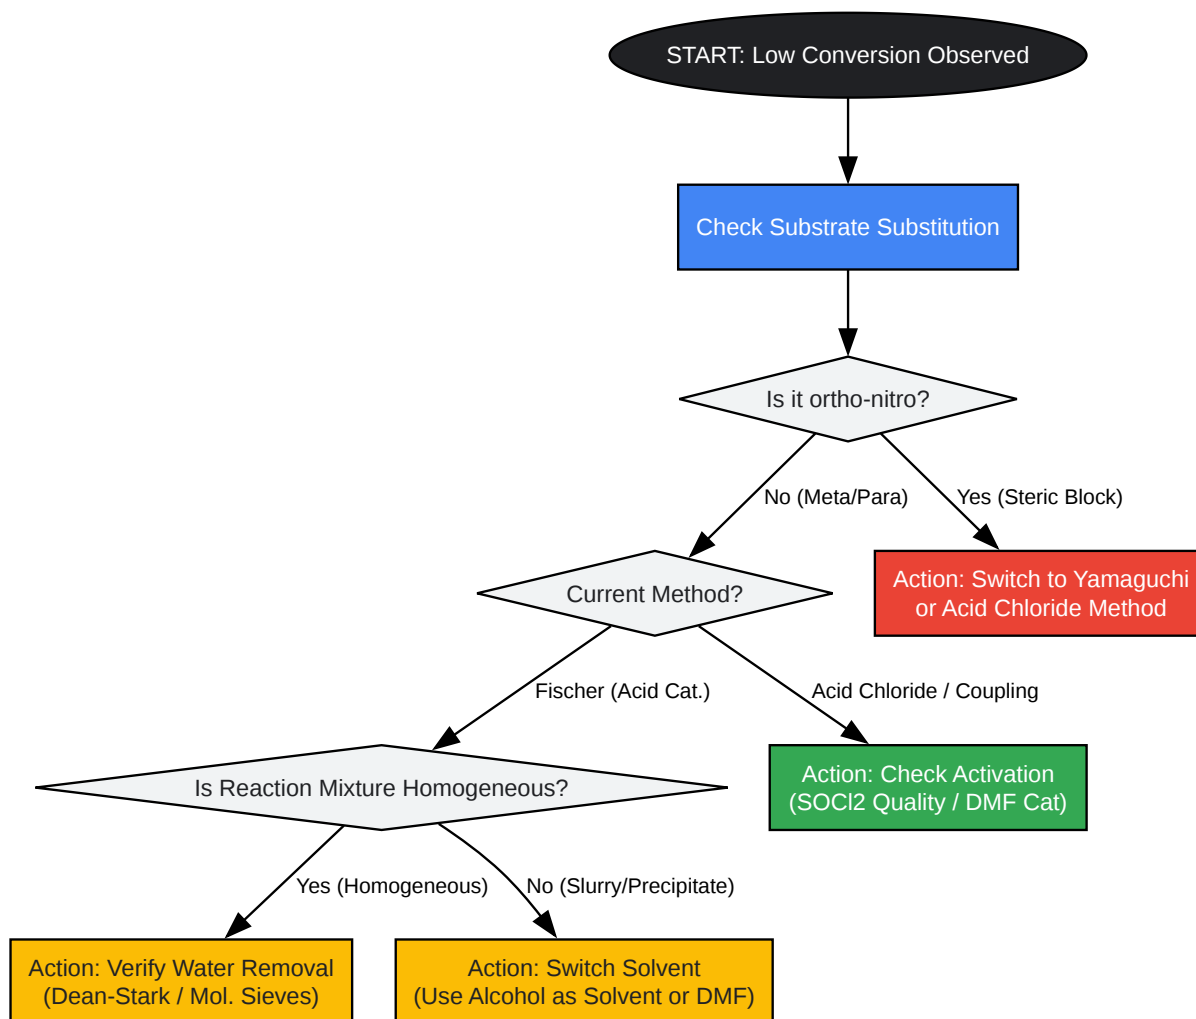 START: Low Conversion Observed
Check Substrate Substitution
Is it ortho-nitro?
No (Meta/Para)
Yes (Steric Block)
Current Method?
Action: Switch to Yamaguchi
or Acid Chloride Method
Fischer (Acid Cat.)
Acid Chloride / Coupling
Is Reaction Mixture Homogeneous?
Action: Check Activation
(SOCl2 Quality / DMF Cat)
Yes (Homogeneous)
No (Slurry/Precipitate)
Action: Verify Water Removal
(Dean-Stark / Mol. Sieves)
Action: Switch Solvent
(Use Alcohol as Solvent or DMF)